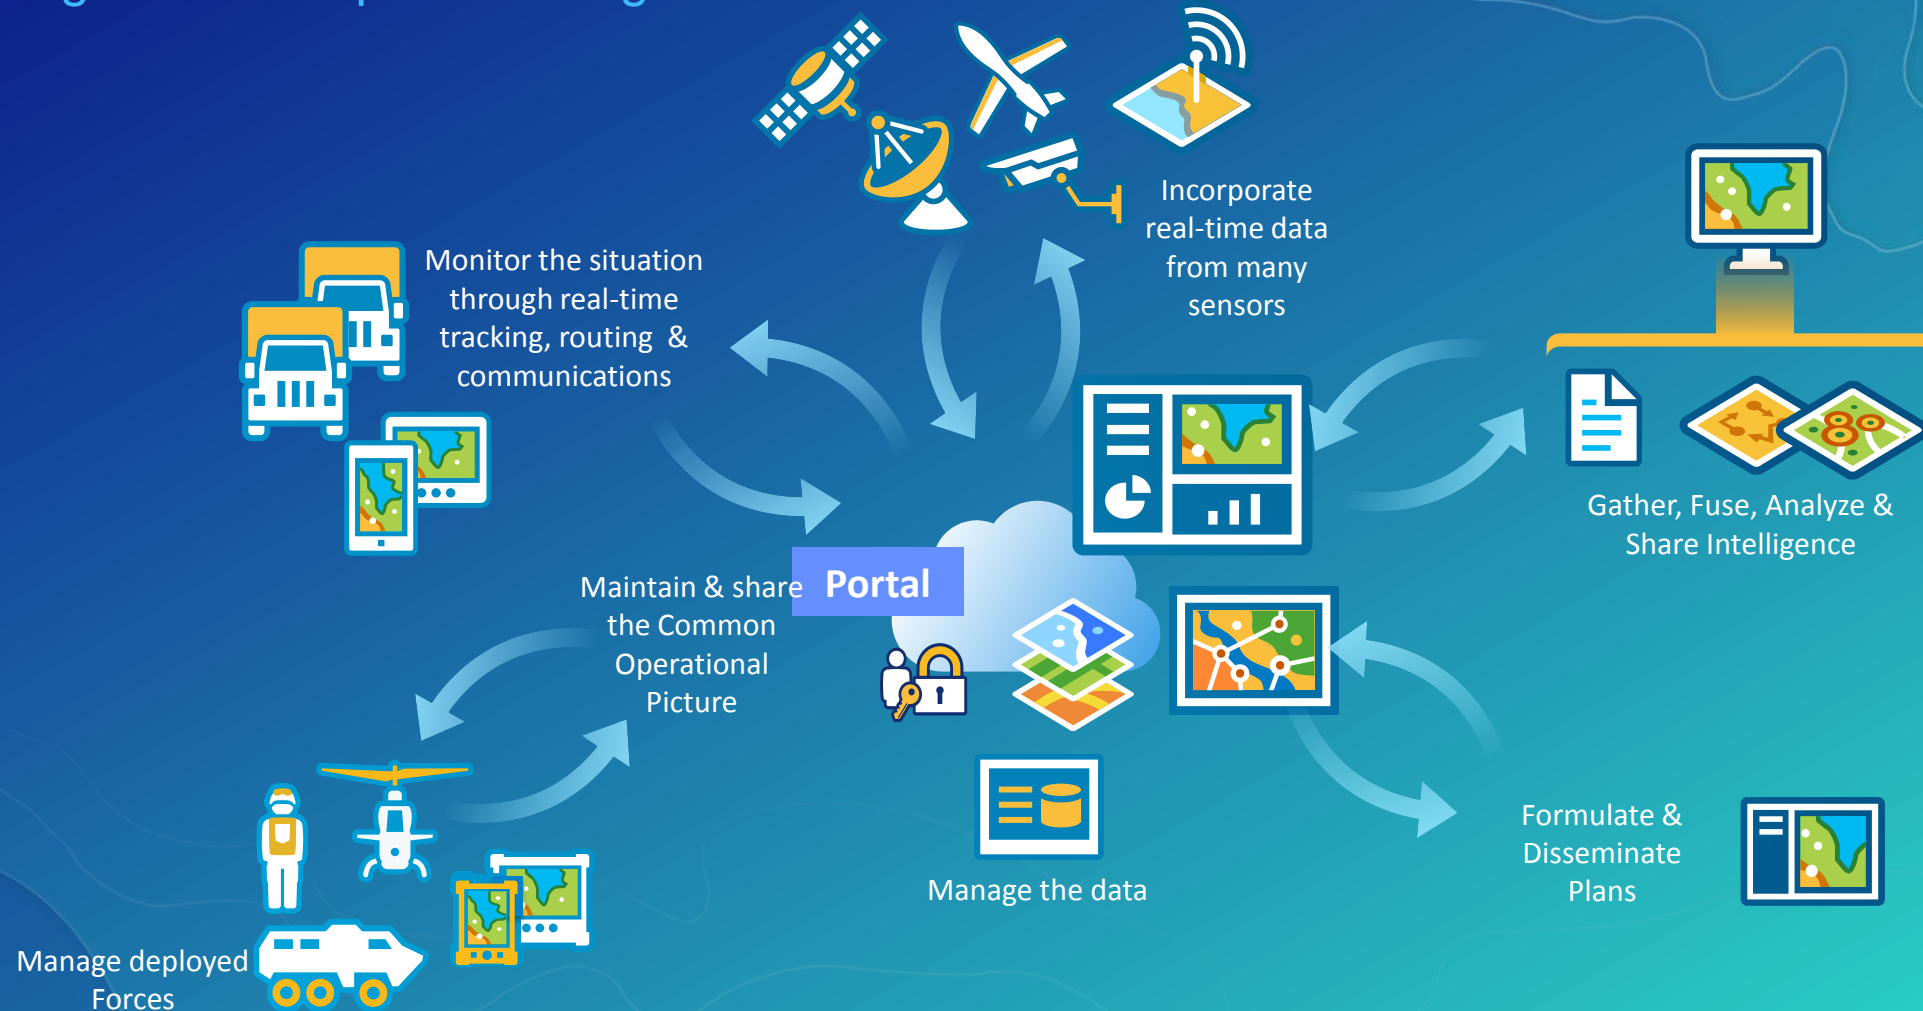 Incorporate
real-time data
from many
sensors
Monitor the situation
through real-time
tracking, routing &
communications
Gather, Fuse, Analyze &
Share Intelligence
Portal
Maintain & share
the Common
Operational
Picture
Manage the data
Formulate &
Disseminate
Plans
Manage deployed
Forces